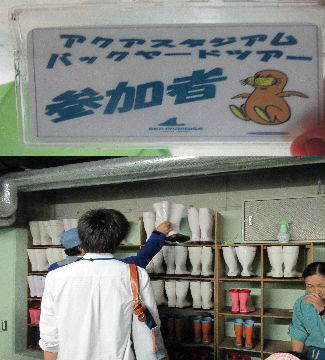 アクアスタジアム
バックヤードツアー
参加者